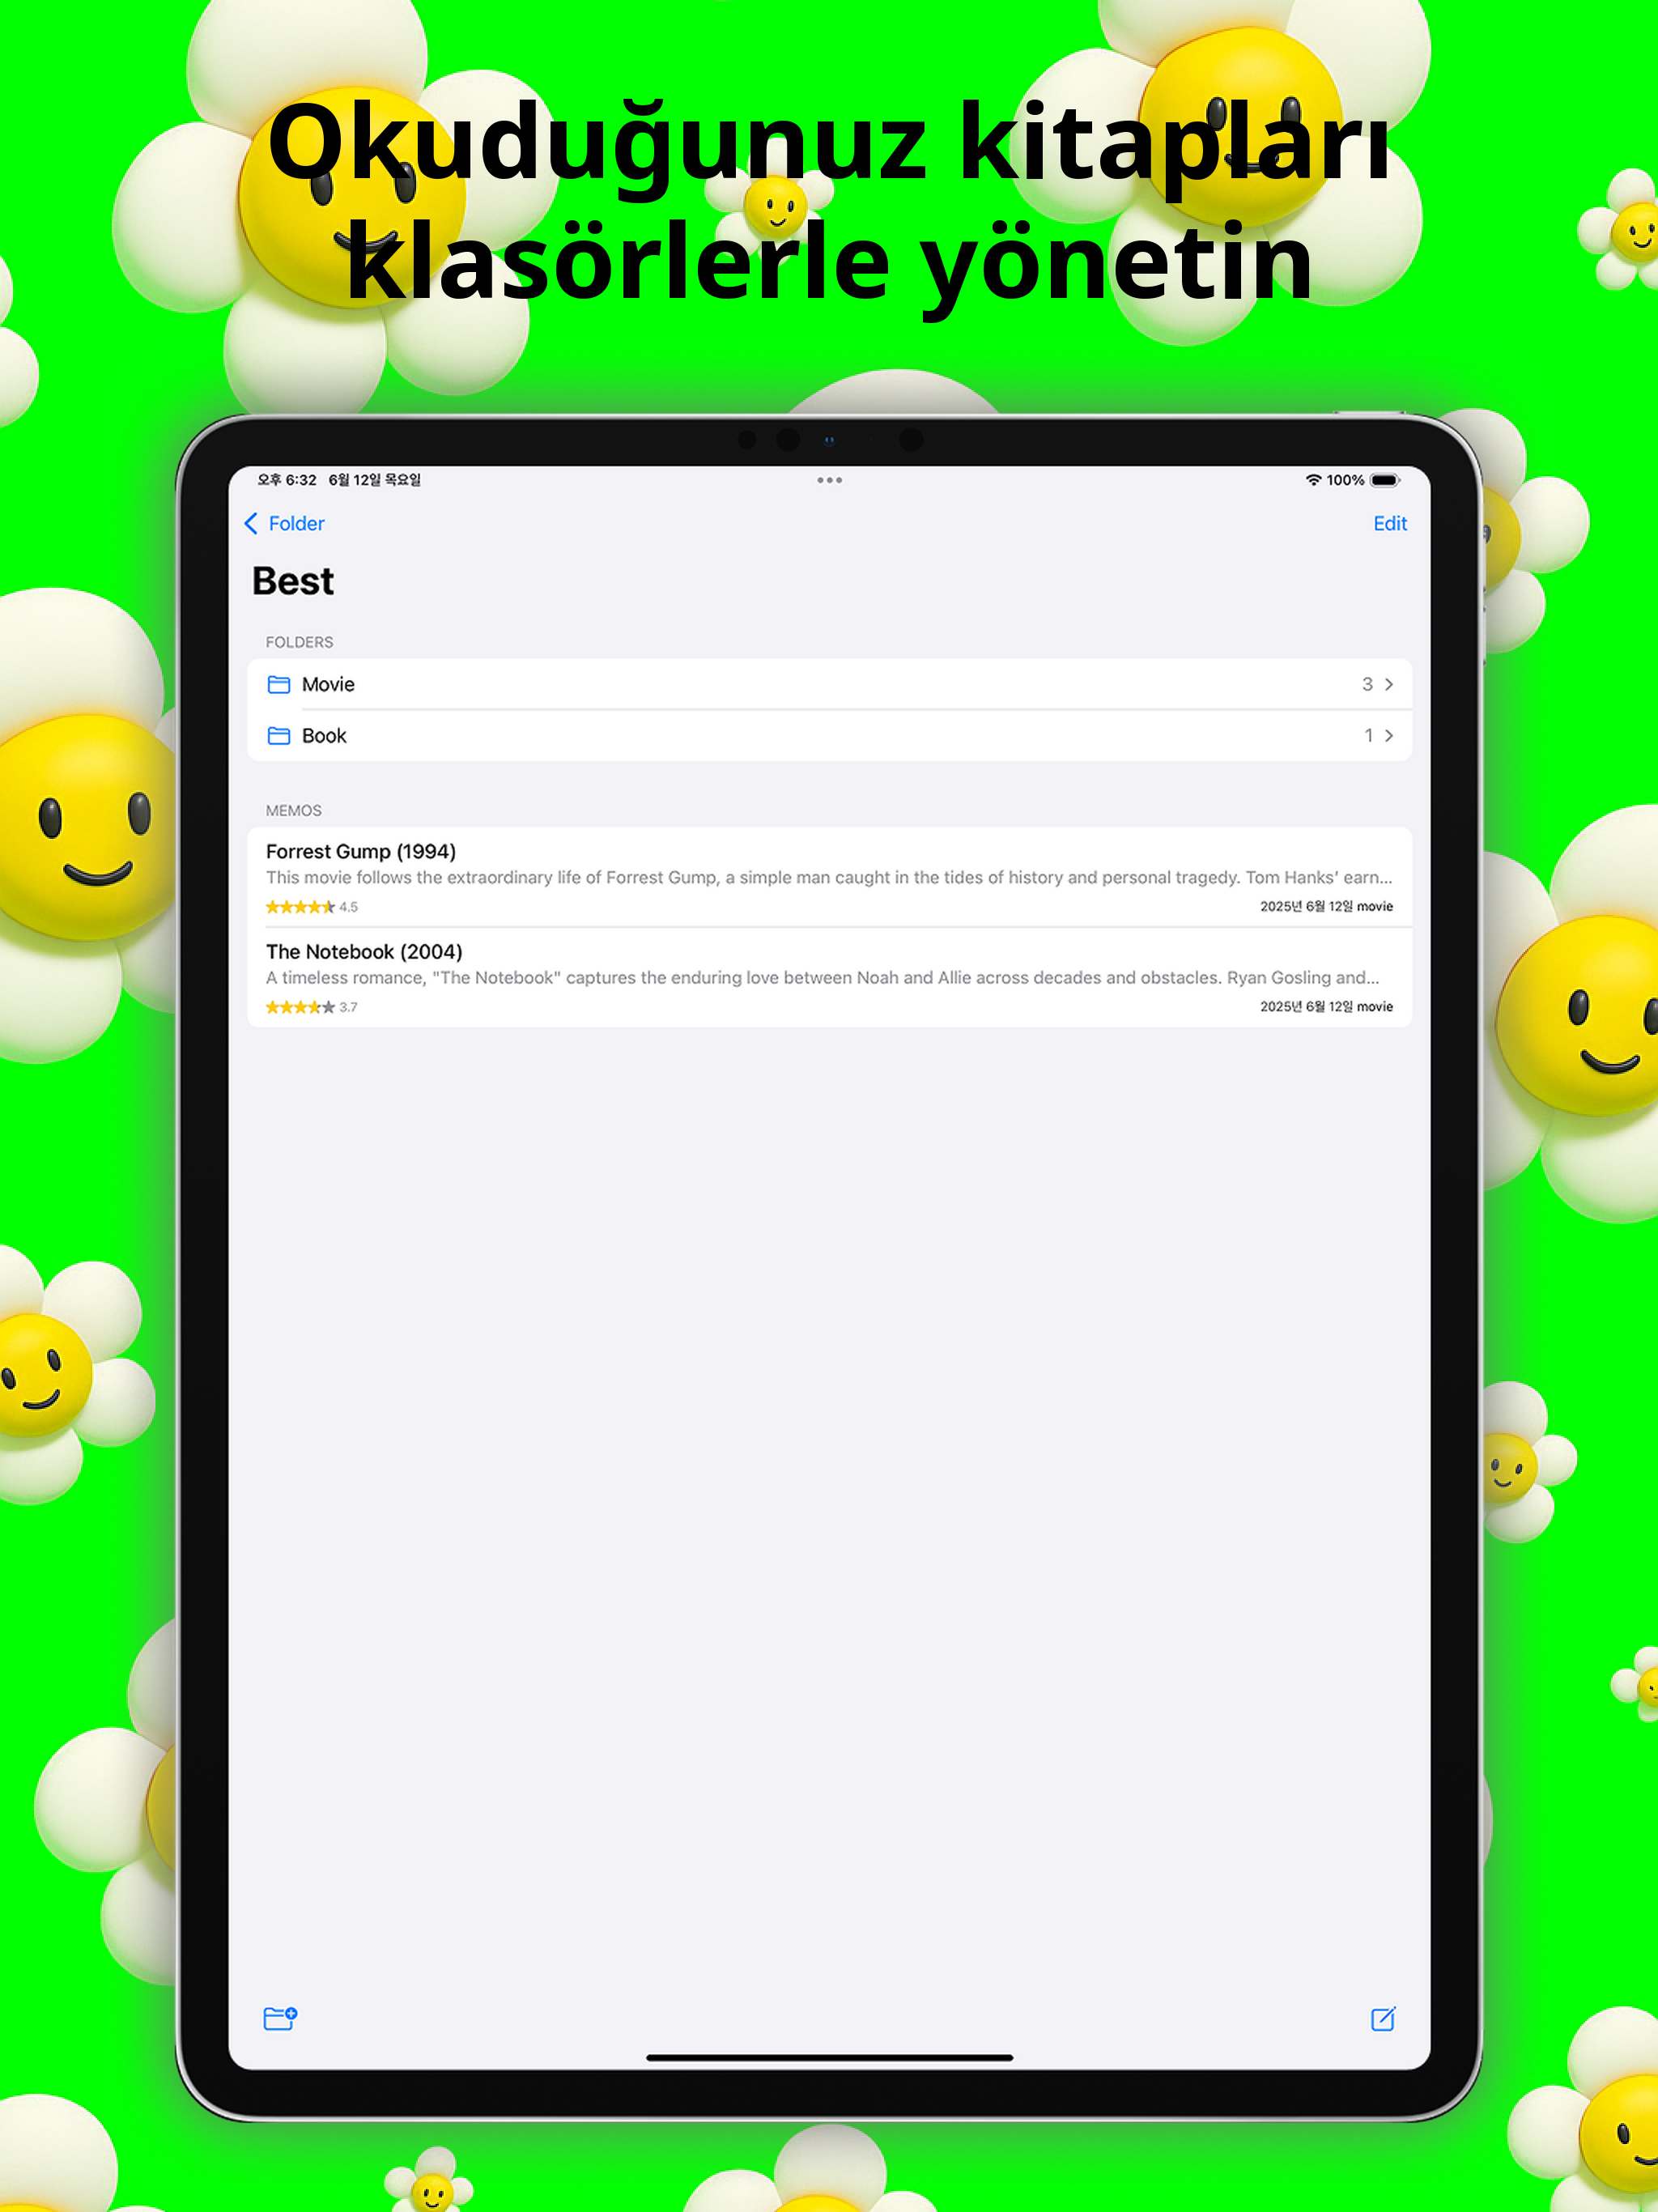 Okuduğunuz kitapları
klasörlerle yönetin
오후 6:32 6월 12일 목요일
100%
Folder
Edit
Best
FOLDERS
Movie 3
Book 1
MEMOS
Forrest Gump (1994)
This movie follows the extraordinary life of Forrest Gump, a simple man caught in the tides of history and personal tragedy. Tom Hanks’ earn...
4.5 2025년 6월 12일 movie
The Notebook (2004)
A timeless romance, "The Notebook" captures the enduring love between Noah and Allie across decades and obstacles. Ryan Gosling and...
3.7 2025년 6월 12일 movie